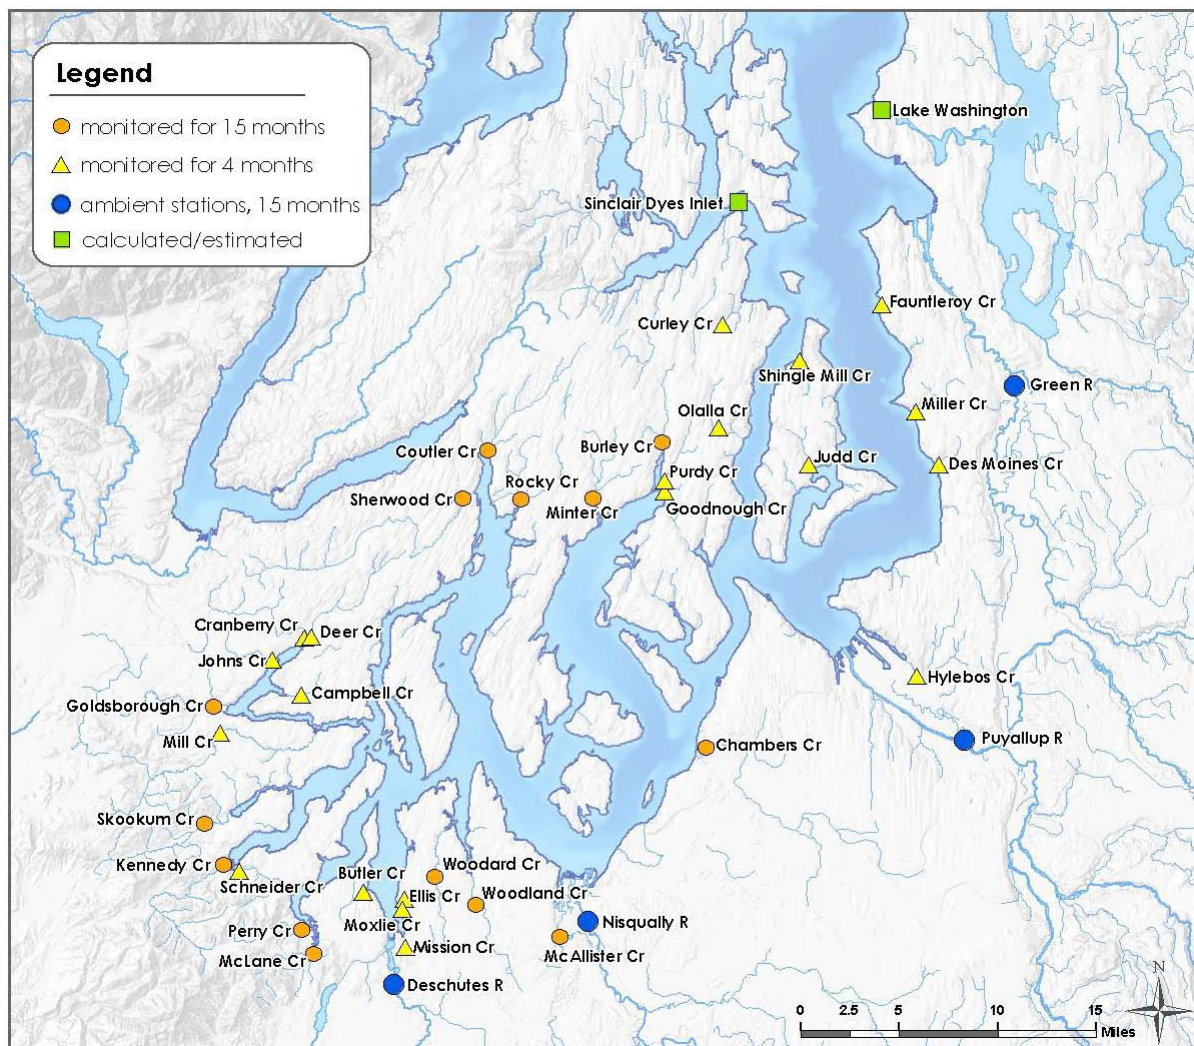 Legend
monitored for 15 months
monitored for 4 months
ambient stations, 15 months
calculated/estimated
Lake Washington
Sinclair Dyes Inlet
Fauntleroy Cr
Curley Cr
Shingle Mill Cr
Green R
Miller Cr
Olalla Cr
Burley Cr
Coutler Cr
Judd Cr
Des Moines Cr
Purdy Cr
Rocky Cr
Sherwood Cr
Minter Cr
Goodnough Cr
Cranberry Cr
Deer Cr
Johns Cr
Campbell Cr
Hylebos Cr
Goldsborough Cr
Mill Cr
Puyallup R
Chambers Cr
Skookum Cr
Kennedy Cr
Schneider Cr
Butler Cr
Woodard Cr
Ellis Cr
Woodland Cr
Moxlie Cr
Nisqually R
Perry Cr
Mission Cr
McAllister Cr
McLane Cr
Deschutes R
N
0 2.5 5 10 15
Miles